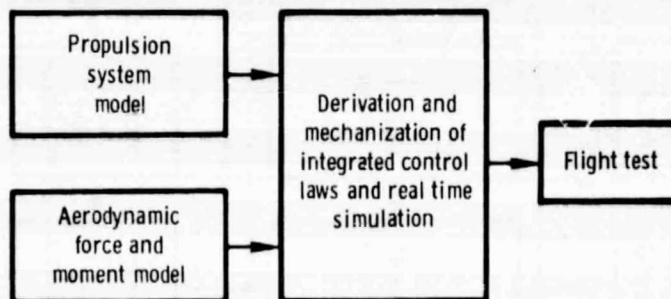 Propulsion
system
model
Aerodynamic
force and
moment model
Derivation and
mechanization of
integrated control
laws and real time
simulation
Flight test